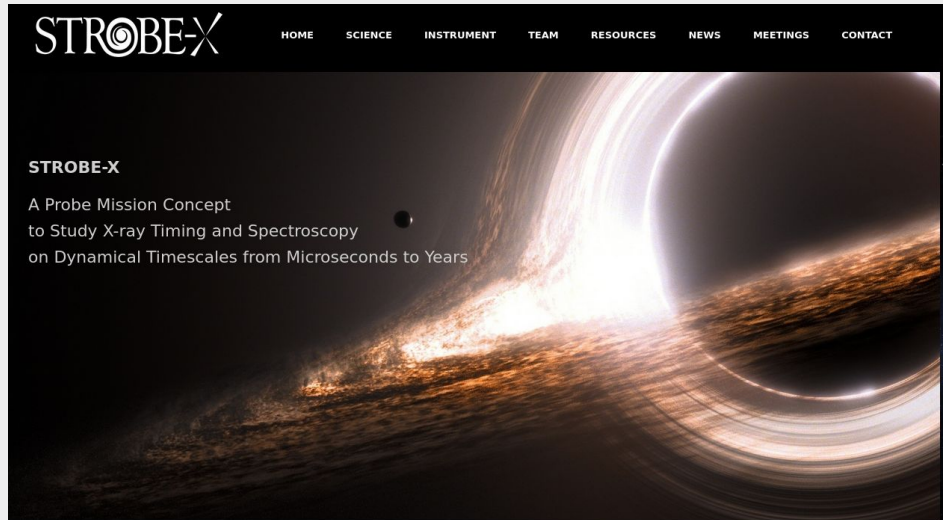 STROBE-X
HOME SCIENCE INSTRUMENT TEAM RESOURCES NEWS MEETINGS CONTACT
STROBE-X
A Probe Mission Concept
to Study X-ray Timing and Spectroscopy
on Dynamical Timescales from Microseconds to Years